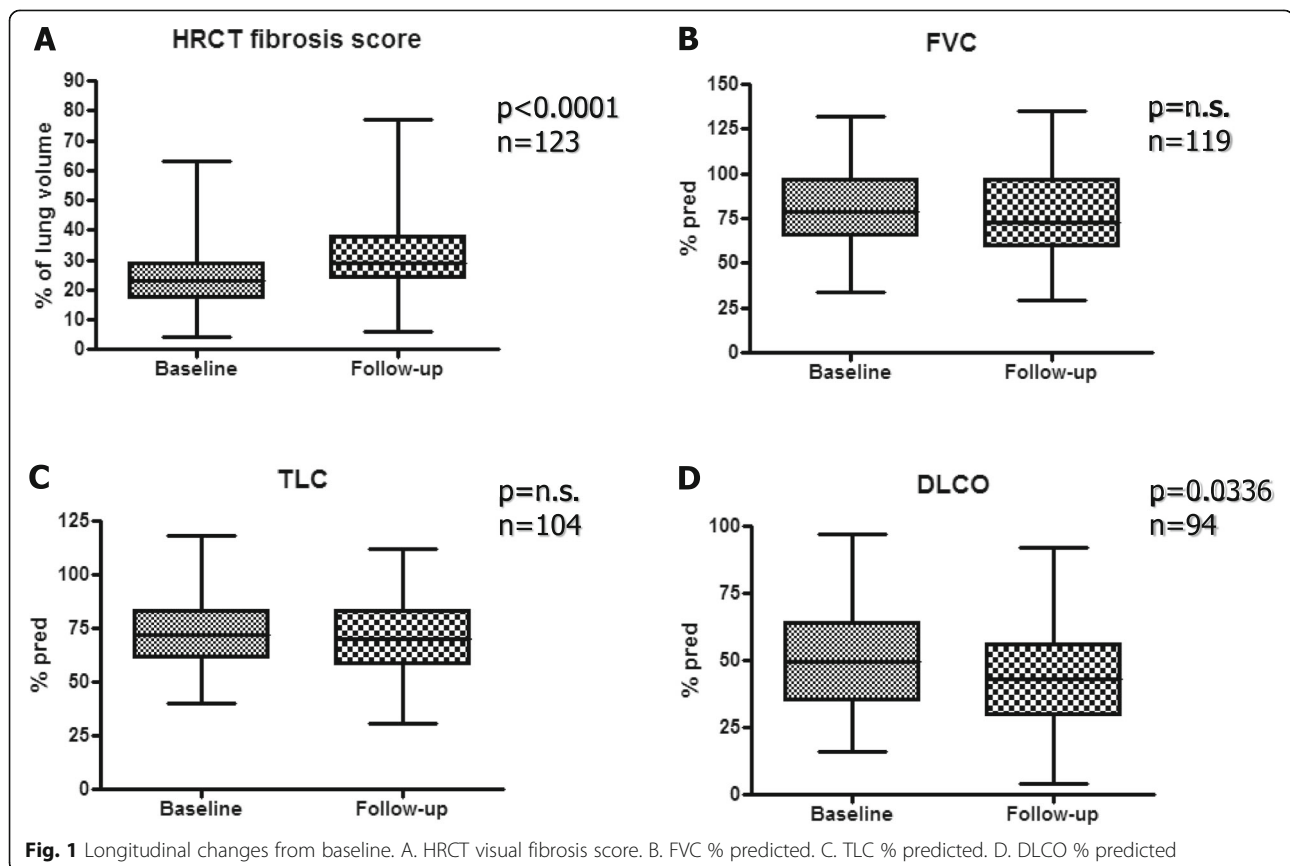 A
HRCT fibrosis score
% of lung volume
90
80
70
60
50
40
30
20
10
0
Baseline Follow-up
p<0.0001
n=123
B
FVC
% pred
150
125
100
75
50
25
0
Baseline Follow-up
p=n.s.
n=119
C
TLC
% pred
125
100
75
50
25
0
Baseline Follow-up
p=n.s.
n=104
D
DLCO
% pred
100
75
50
25
0
Baseline Follow-up
p=0.0336
n=94
Fig. 1 Longitudinal changes from baseline. A. HRCT visual fibrosis score. B. FVC % predicted. C. TLC % predicted. D. DLCO % predicted